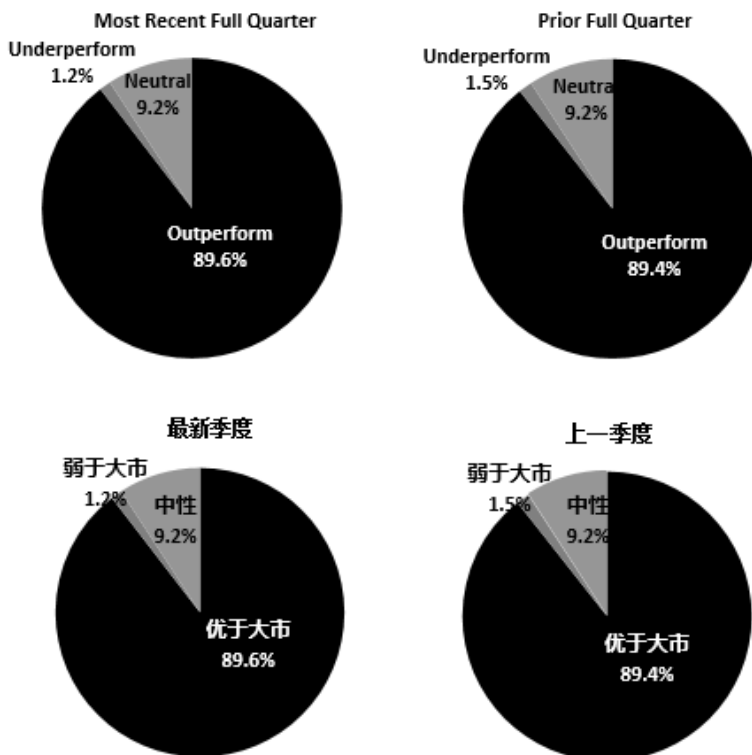 Most Recent Full Quarter
Underperform
1.2%
Neutral
9.2%
Outperform
89.6%
Prior Full Quarter
Underperform
1.5%
Neutra
9.2%
Outperform
89.4%
最新季度
弱于大市
1.2%
中性
9.2%
优于大市
89.6%
上一季度
弱于大市
1.5%
中性
9.2%
优于大市
89.4%